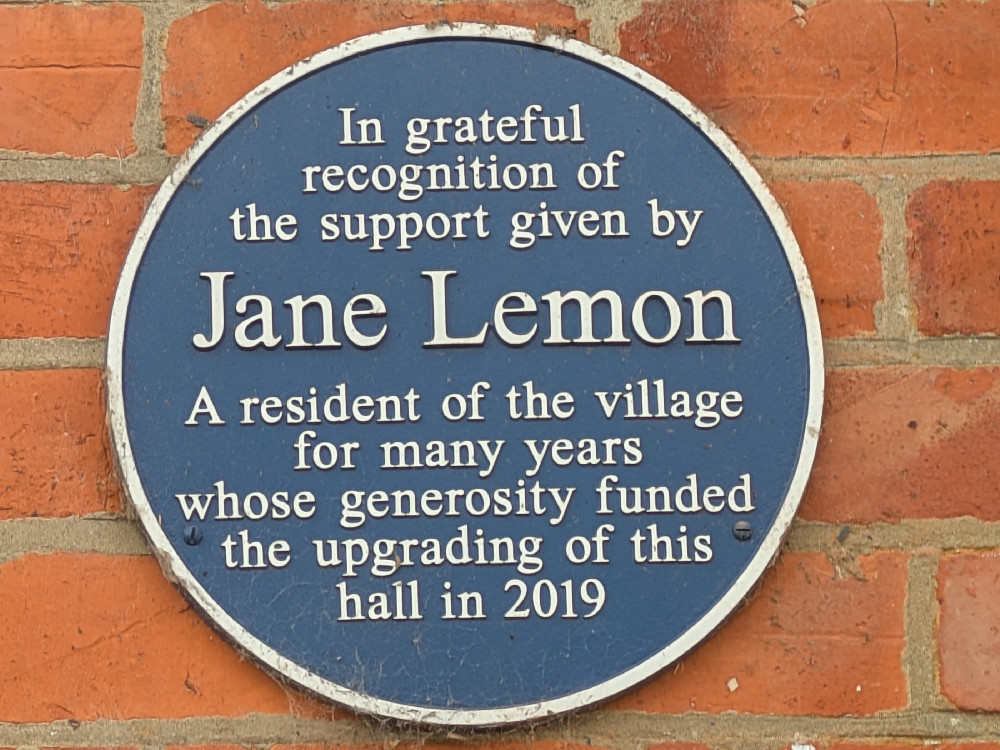 In grateful
recognition of
the support given by
Jane Lemon
A resident of the village
for many years
whose generosity funded
the upgrading of this
hall in 2019